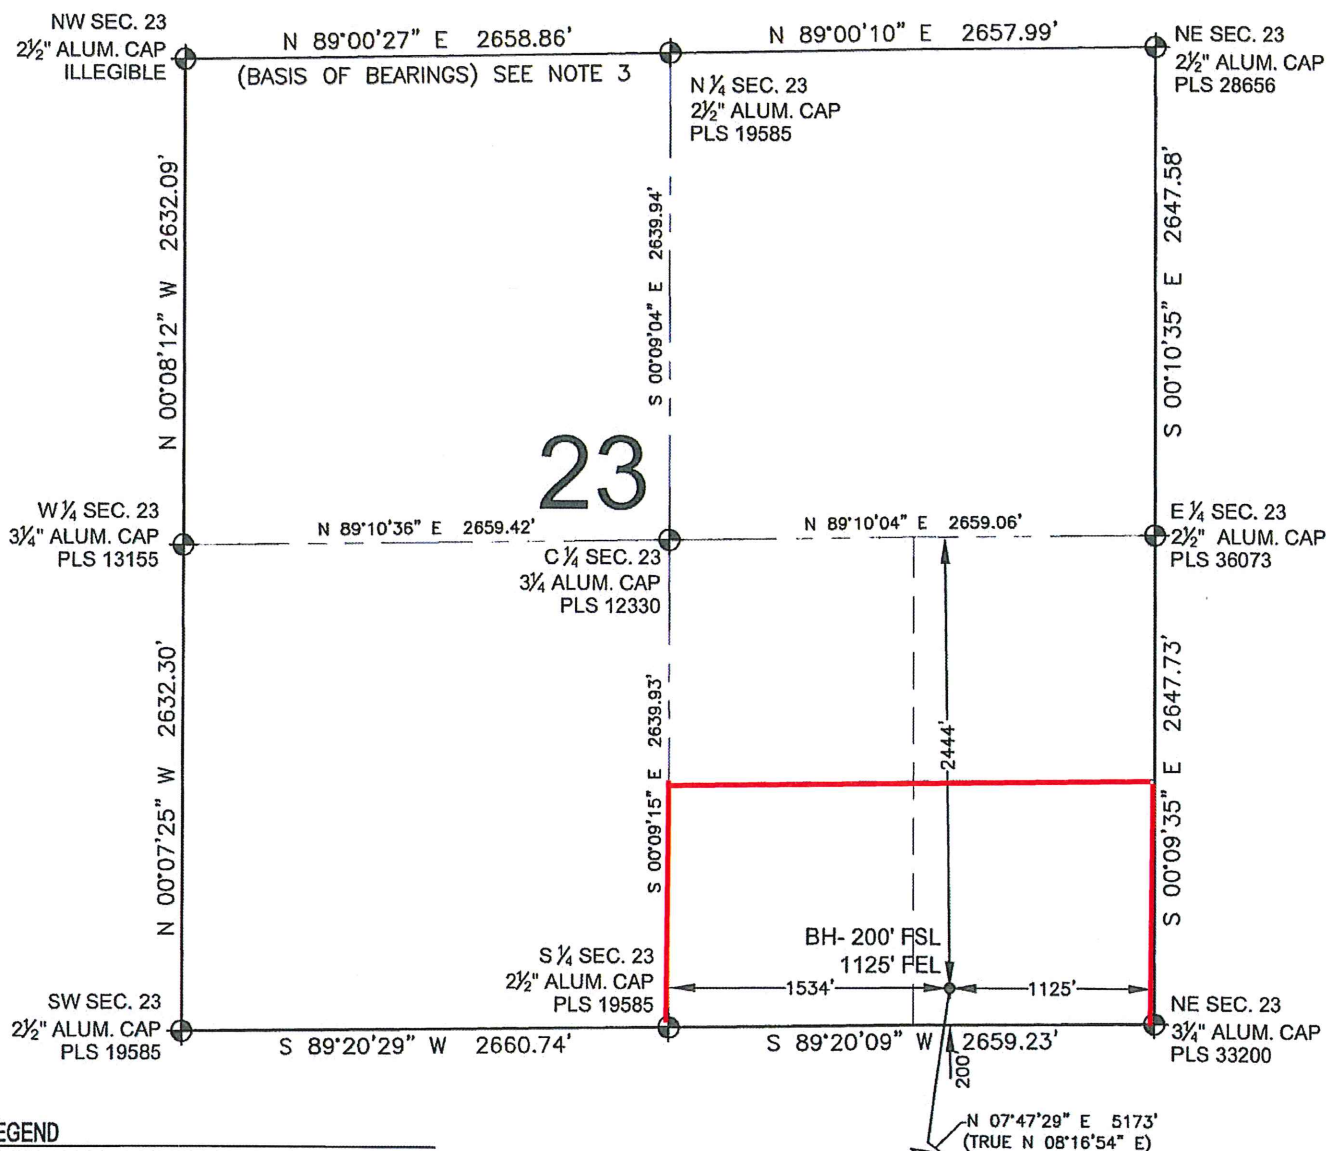 NW SEC. 23
2½" ALUM. CAP
ILLEGIBLE
N 89°00'27" E 2658.86'
(BASIS OF BEARINGS) SEE NOTE 3
N 89°00'10" E 2657.99'
NE SEC. 23
2½" ALUM. CAP
PLS 28656
N ¼ SEC. 23
2½" ALUM. CAP
PLS 19585
N 00°08'12" W 2632.09'
S 00°09'04" E 2639.94'
S 00°10'35" E 2647.58'
23
W ¼ SEC. 23
3¼" ALUM. CAP
PLS 13155
N 89°10'36" E 2659.42'
C ¼ SEC. 23
3¼ ALUM. CAP
PLS 12330
N 89°10'04" E 2659.06'
E ¼ SEC. 23
2½" ALUM. CAP
PLS 36073
N 00°07'25" W 2632.30'
S 00°09'15" E 2639.93'
2444'
S 00°09'35" E 2647.73'
BH- 200' FSL
1125' FEL
S ¼ SEC. 23
2½" ALUM. CAP
PLS 19585
1534'
1125'
SW SEC. 23
2½" ALUM. CAP
PLS 19585
NE SEC. 23
3¼" ALUM. CAP
PLS 33200
S 89°20'29" W 2660.74'
S 89°20'09" W 2659.23'
200'
N 07°47'29" E 5173'
(TRUE N 08°16'54" E)
EGEND